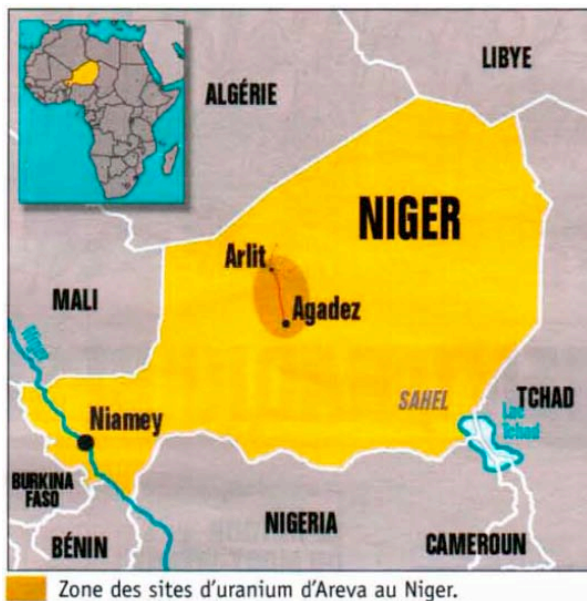 LIBYE
ALGÉRIE
NIGER
Arlit
MALI
Agadez
Niger
SAHEL
TCHAD
Lac
Tchad
Niamey
BURKINA
FASO
NIGERIA
BÉNIN
CAMEROUN
Zone des sites d'uranium d'Areva au Niger.